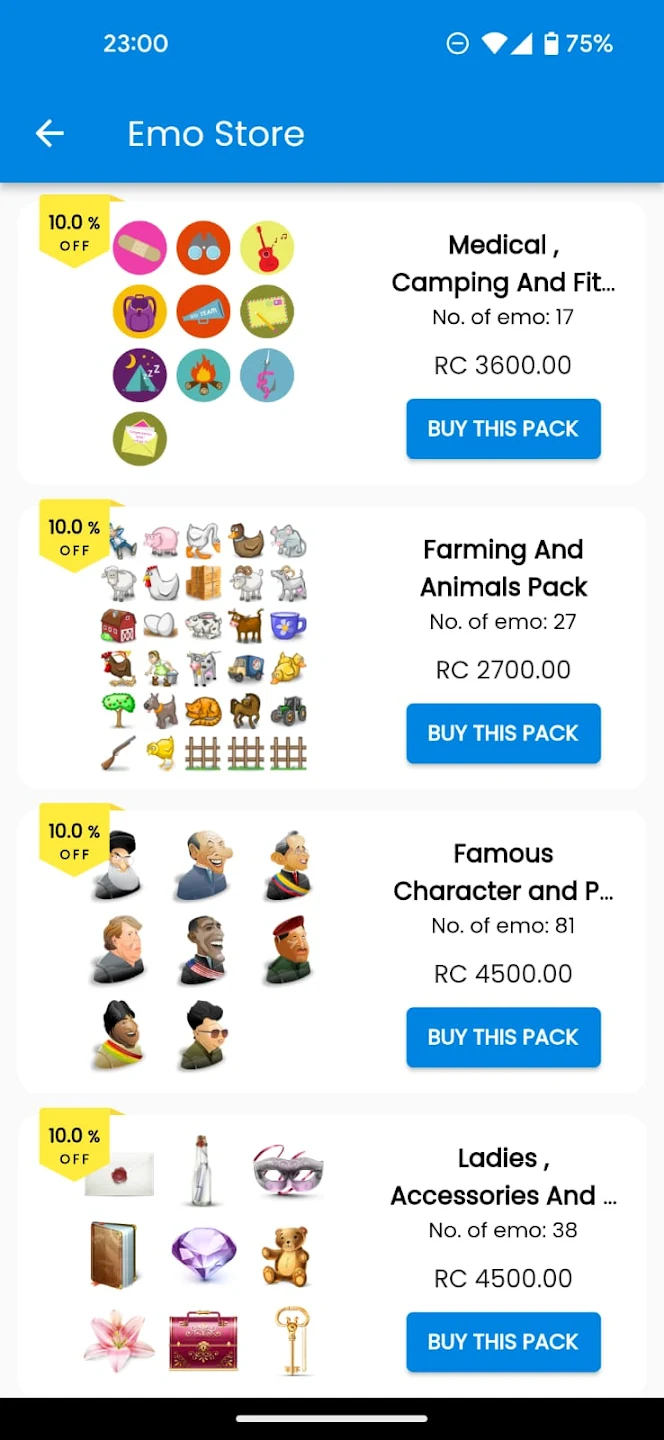 23:00
75%
Emo Store
10.0 %
OFF
Medical ,
Camping And Fit...
No. of emo: 17
RC 3600.00
BUY THIS PACK
10.0 %
OFF
Farming And
Animals Pack
No. of emo: 27
RC 2700.00
BUY THIS PACK
10.0 %
OFF
Famous
Character and P...
No. of emo: 81
RC 4500.00
BUY THIS PACK
10.0 %
OFF
Ladies ,
Accessories And ...
No. of emo: 38
RC 4500.00
BUY THIS PACK